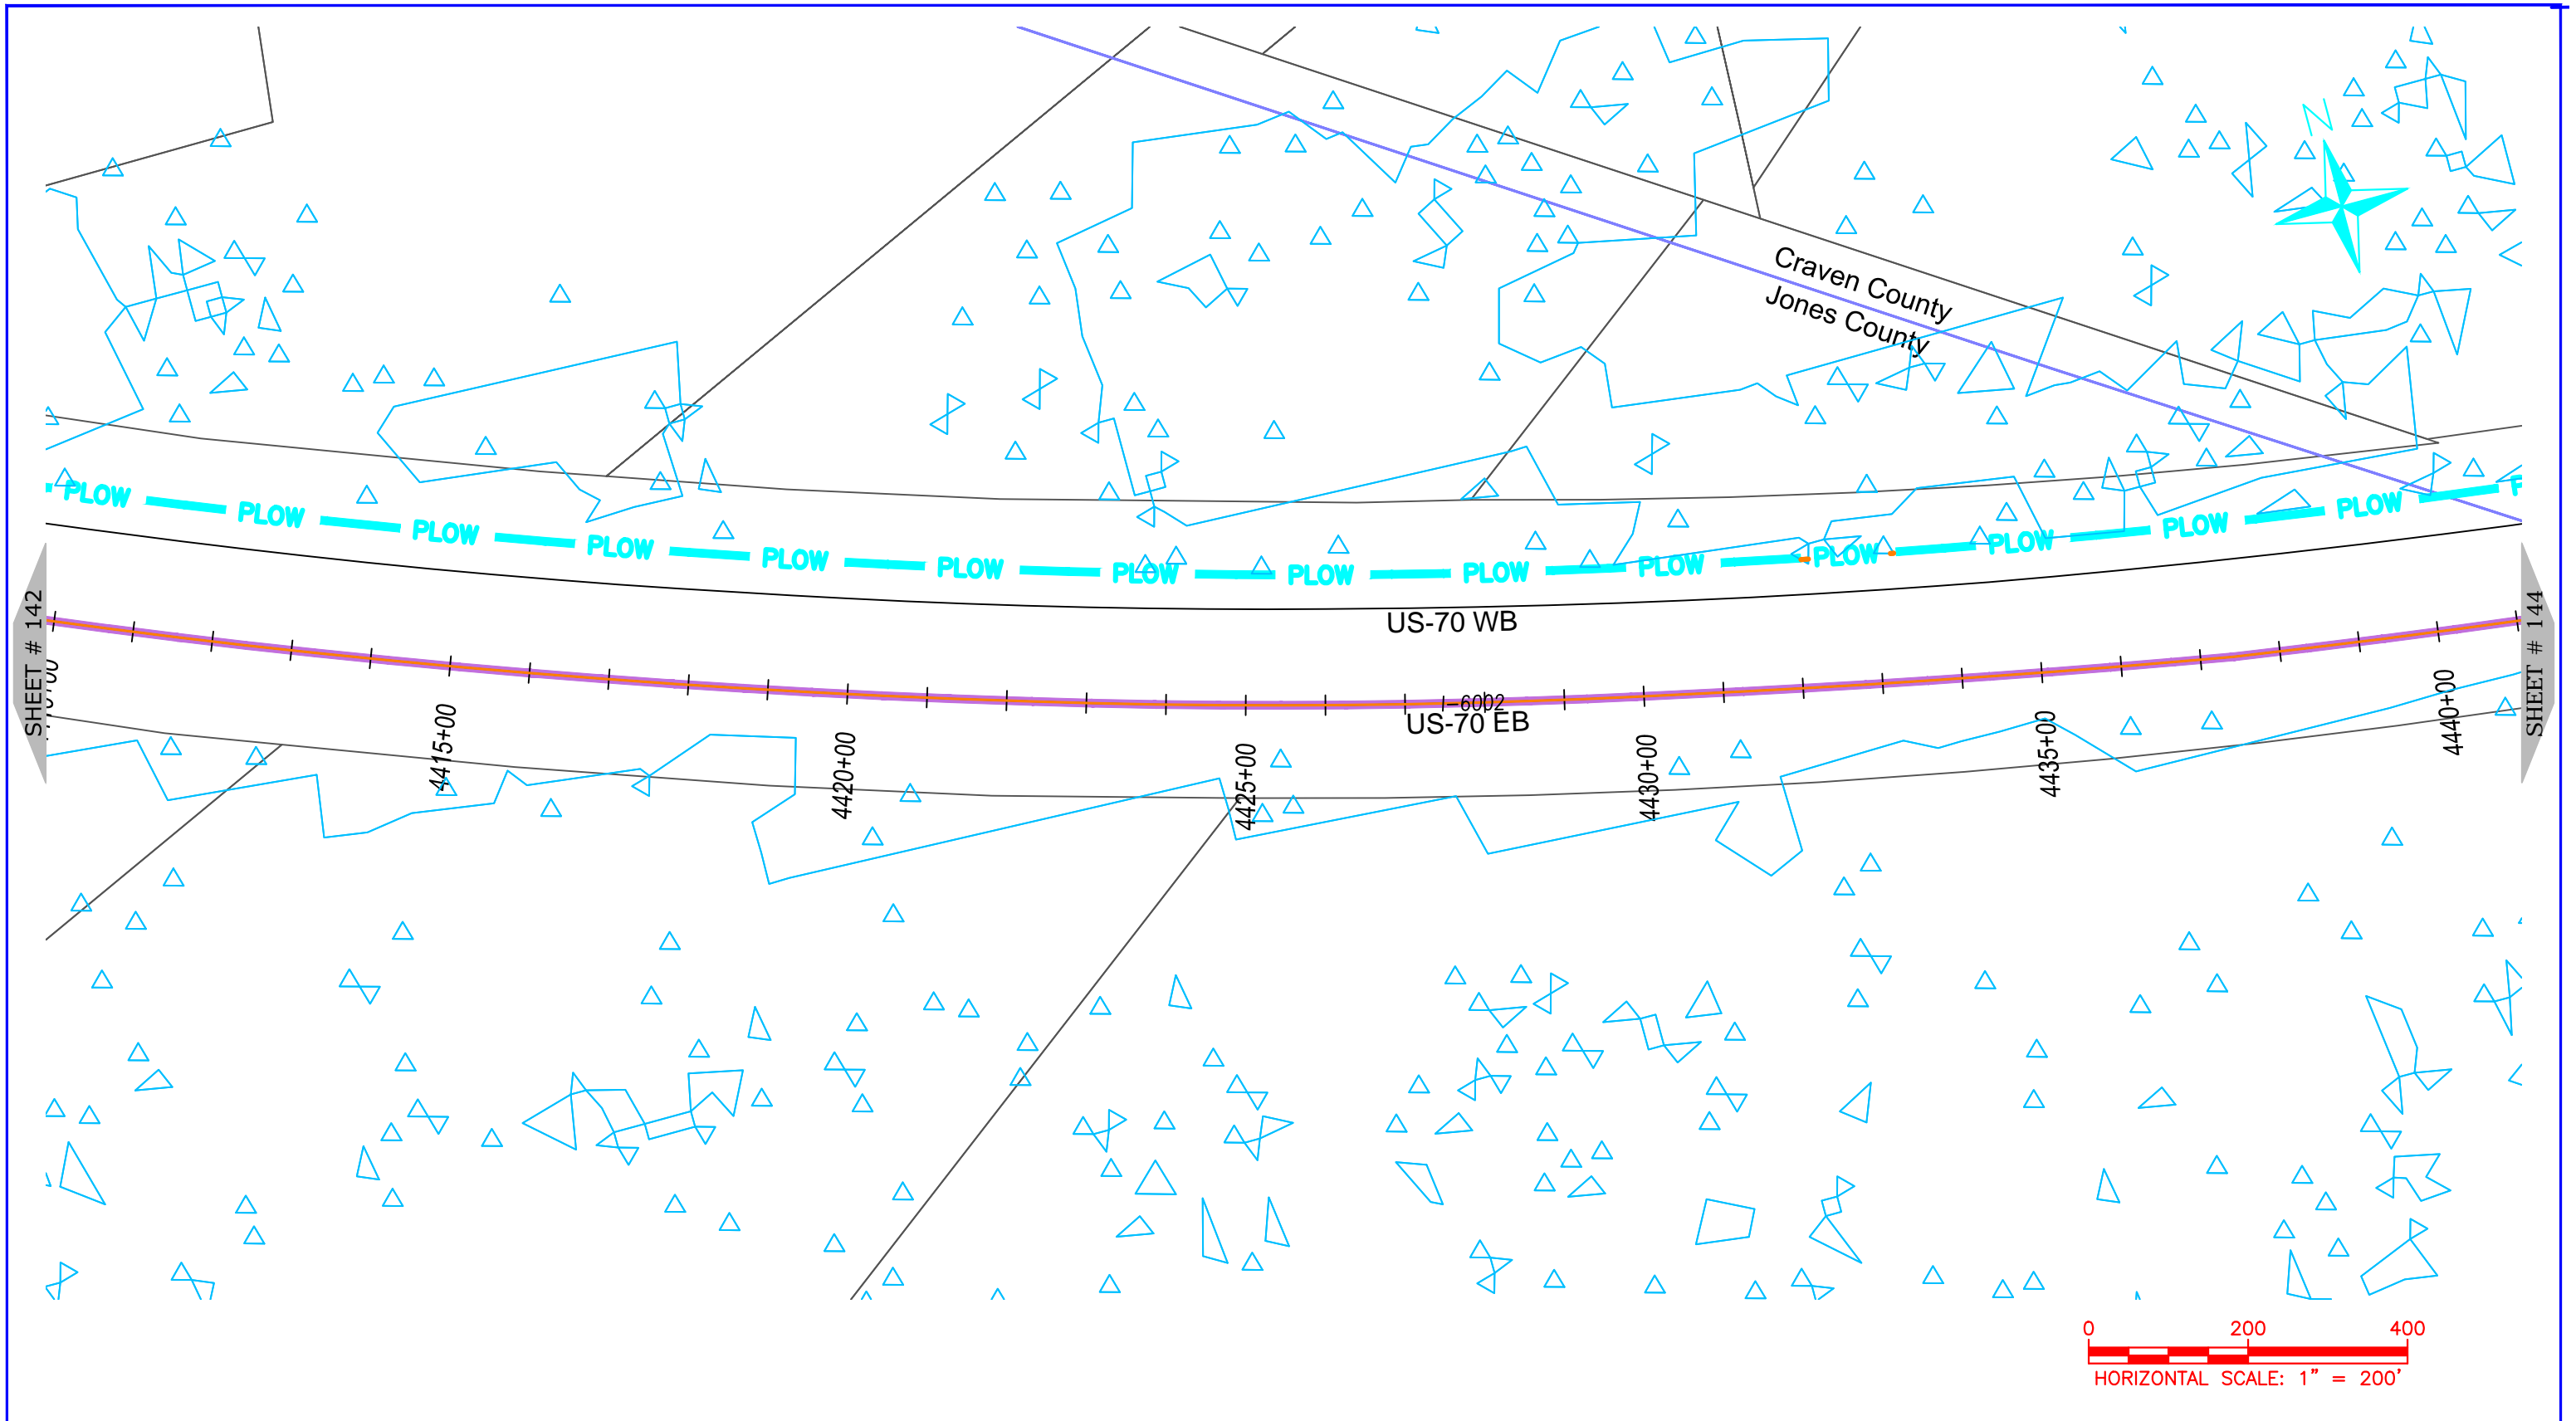 N
Craven County
Jones County
PLOW PLOW PLOW PLOW PLOW PLOW PLOW PLOW PLOW PLOW PLOW PLOW PLOW PLOW
US-70 WB
SHEET # 142
SHEET # 144
-6002
US-70 EB
4415+00
4420+00
4425+00
4430+00
4435+00
4440+00
0 200 400
HORIZONTAL SCALE: 1" = 200'